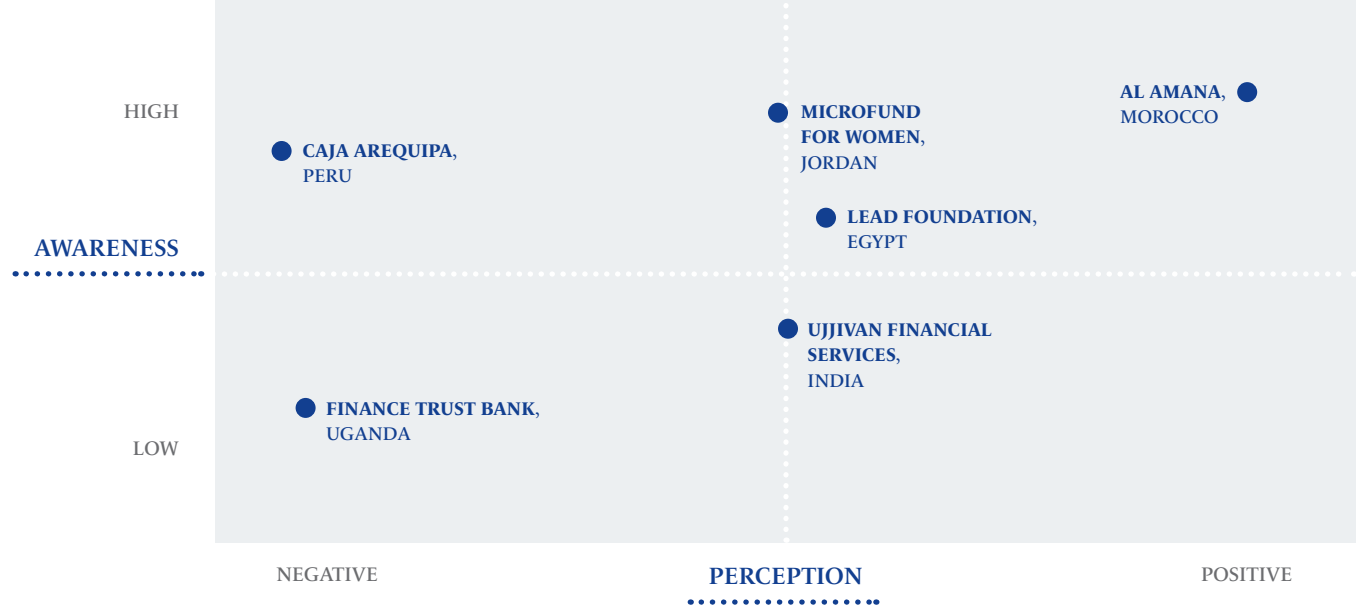 HIGH
AL AMANA,
MOROCCO
MICROFUND
FOR WOMEN,
JORDAN
CAJA AREQUIPA,
PERU
LEAD FOUNDATION,
EGYPT
AWARENESS
UJJIVAN FINANCIAL
SERVICES,
INDIA
FINANCE TRUST BANK,
UGANDA
LOW
NEGATIVE
PERCEPTION
POSITIVE